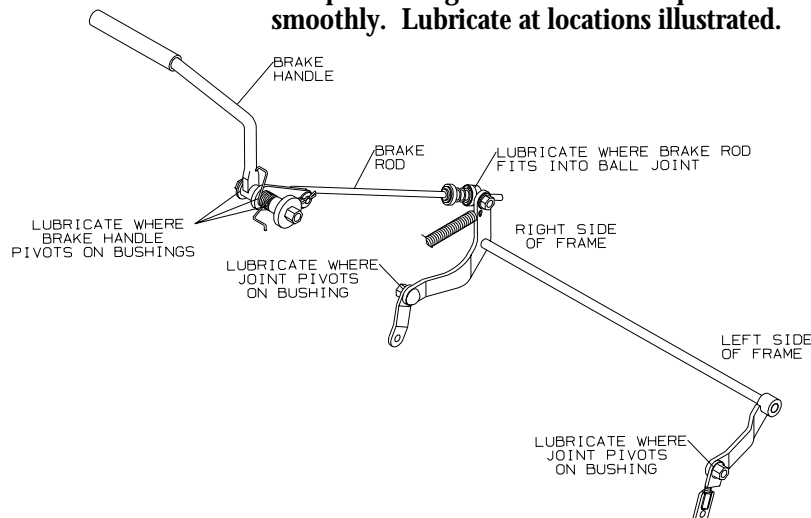 smoothly. Lubricate at locations illustrated.
BRAKE
HANDLE
BRAKE
ROD
LUBRICATE WHERE BRAKE ROD
FITS INTO BALL JOINT
LUBRICATE WHERE
BRAKE HANDLE
PIVOTS ON BUSHINGS
RIGHT SIDE
OF FRAME
LUBRICATE WHERE
JOINT PIVOTS
ON BUSHING
LEFT SIDE
OF FRAME
LUBRICATE WHERE
JOINT PIVOTS
ON BUSHING